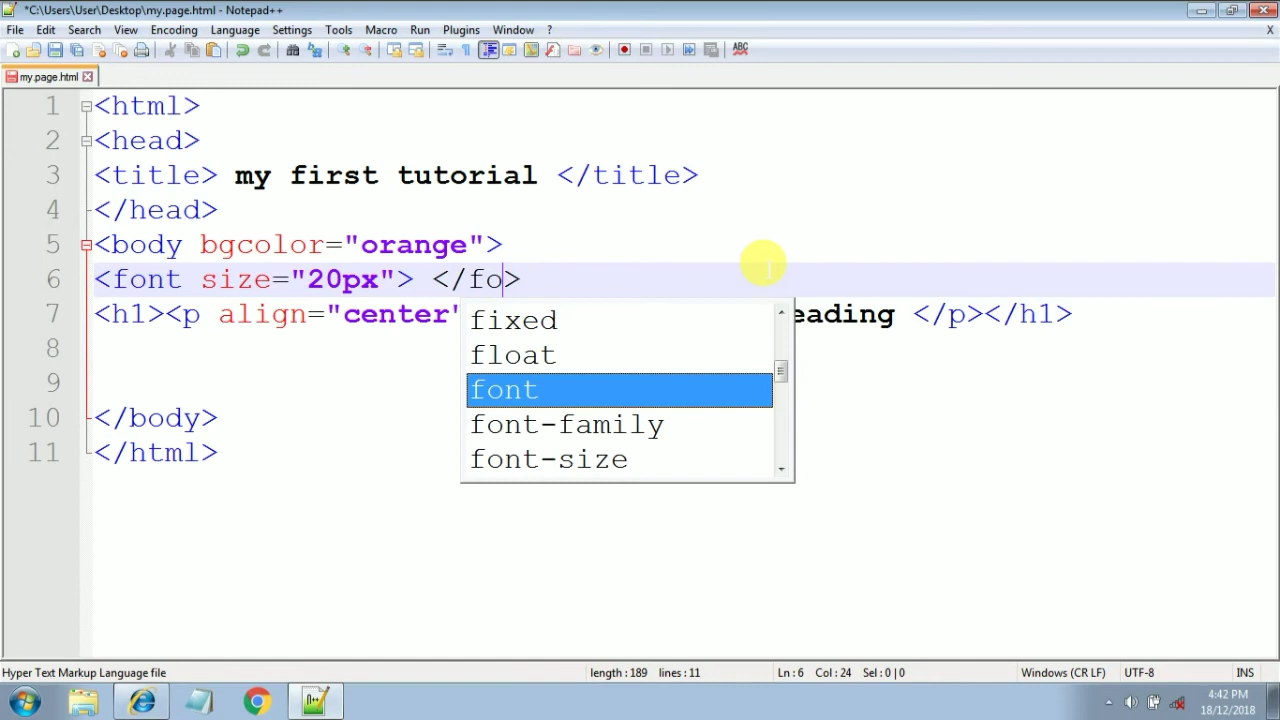 *C:\Users\User\Desktop\my.page.html - Notepad++
File Edit Search View Encoding Language Settings Tools Macro Run Plugins Window ? X
my.page.html
1 <html>
2 <head>
3 <title> my first tutorial </title>
4 </head>
5 <body bgcolor="orange">
6 <font size="20px"> </fo>
7 <h1><p align="center" eading </p></h1>
8
9
10 </body>
11 </html>
fixed
float
font
font-family
font-size
Hyper Text Markup Language file length : 189 lines : 11 Ln : 6 Col : 24 Sel : 0 | 0 Windows (CR LF) UTF-8 INS
4:42 PM
18/12/2018